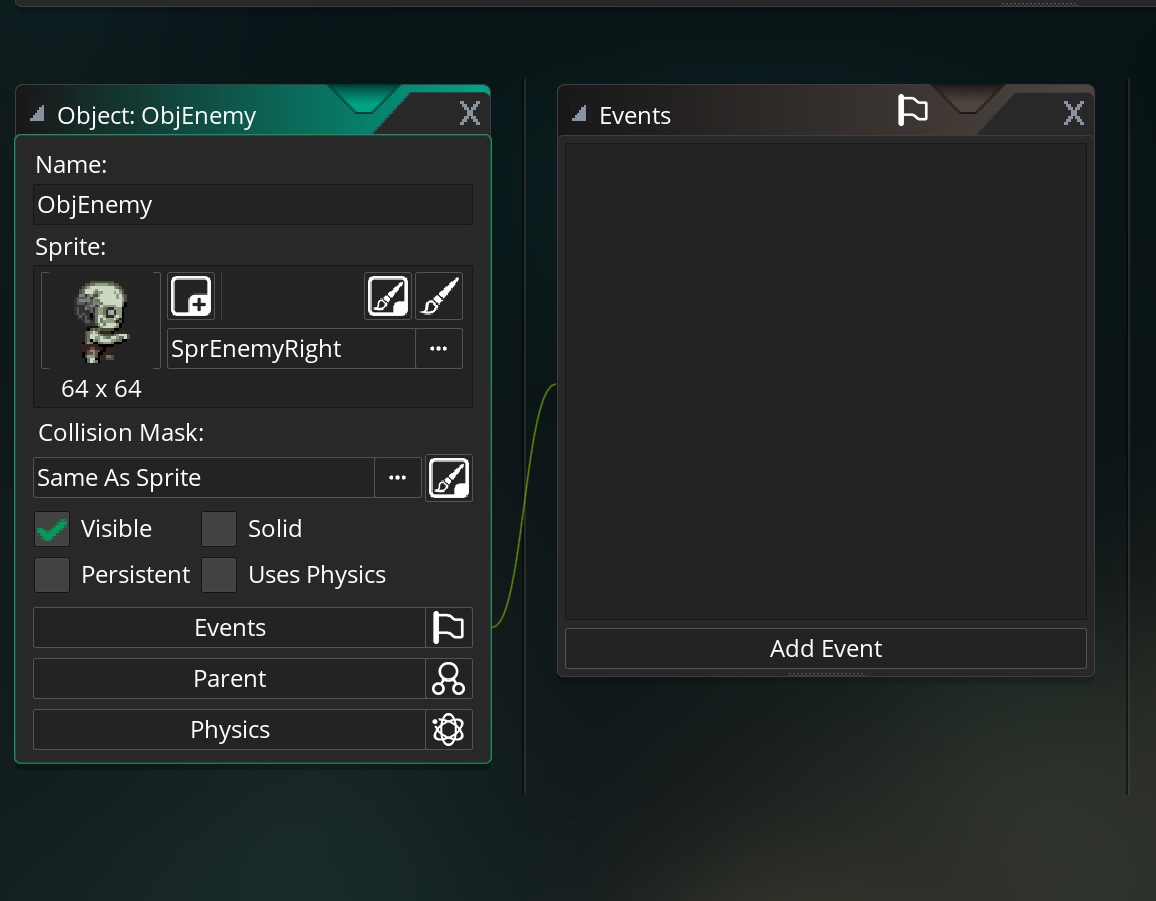 Object: ObjEnemy
Name:
ObjEnemy
Sprite:
SprEnemyRight
...
64 x 64
Collision Mask:
Same As Sprite
...
Visible
Solid
Persistent
Uses Physics
Events
Parent
Physics
Events
Add Event